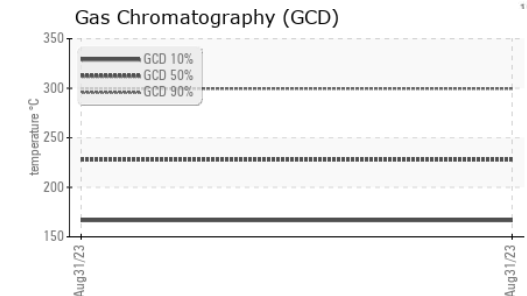 Gas Chromatography (GCD)
350
300
250
200
150
temperature °C
GCD 10%
GCD 50%
GCD 90%
Aug31/23
Aug31/23